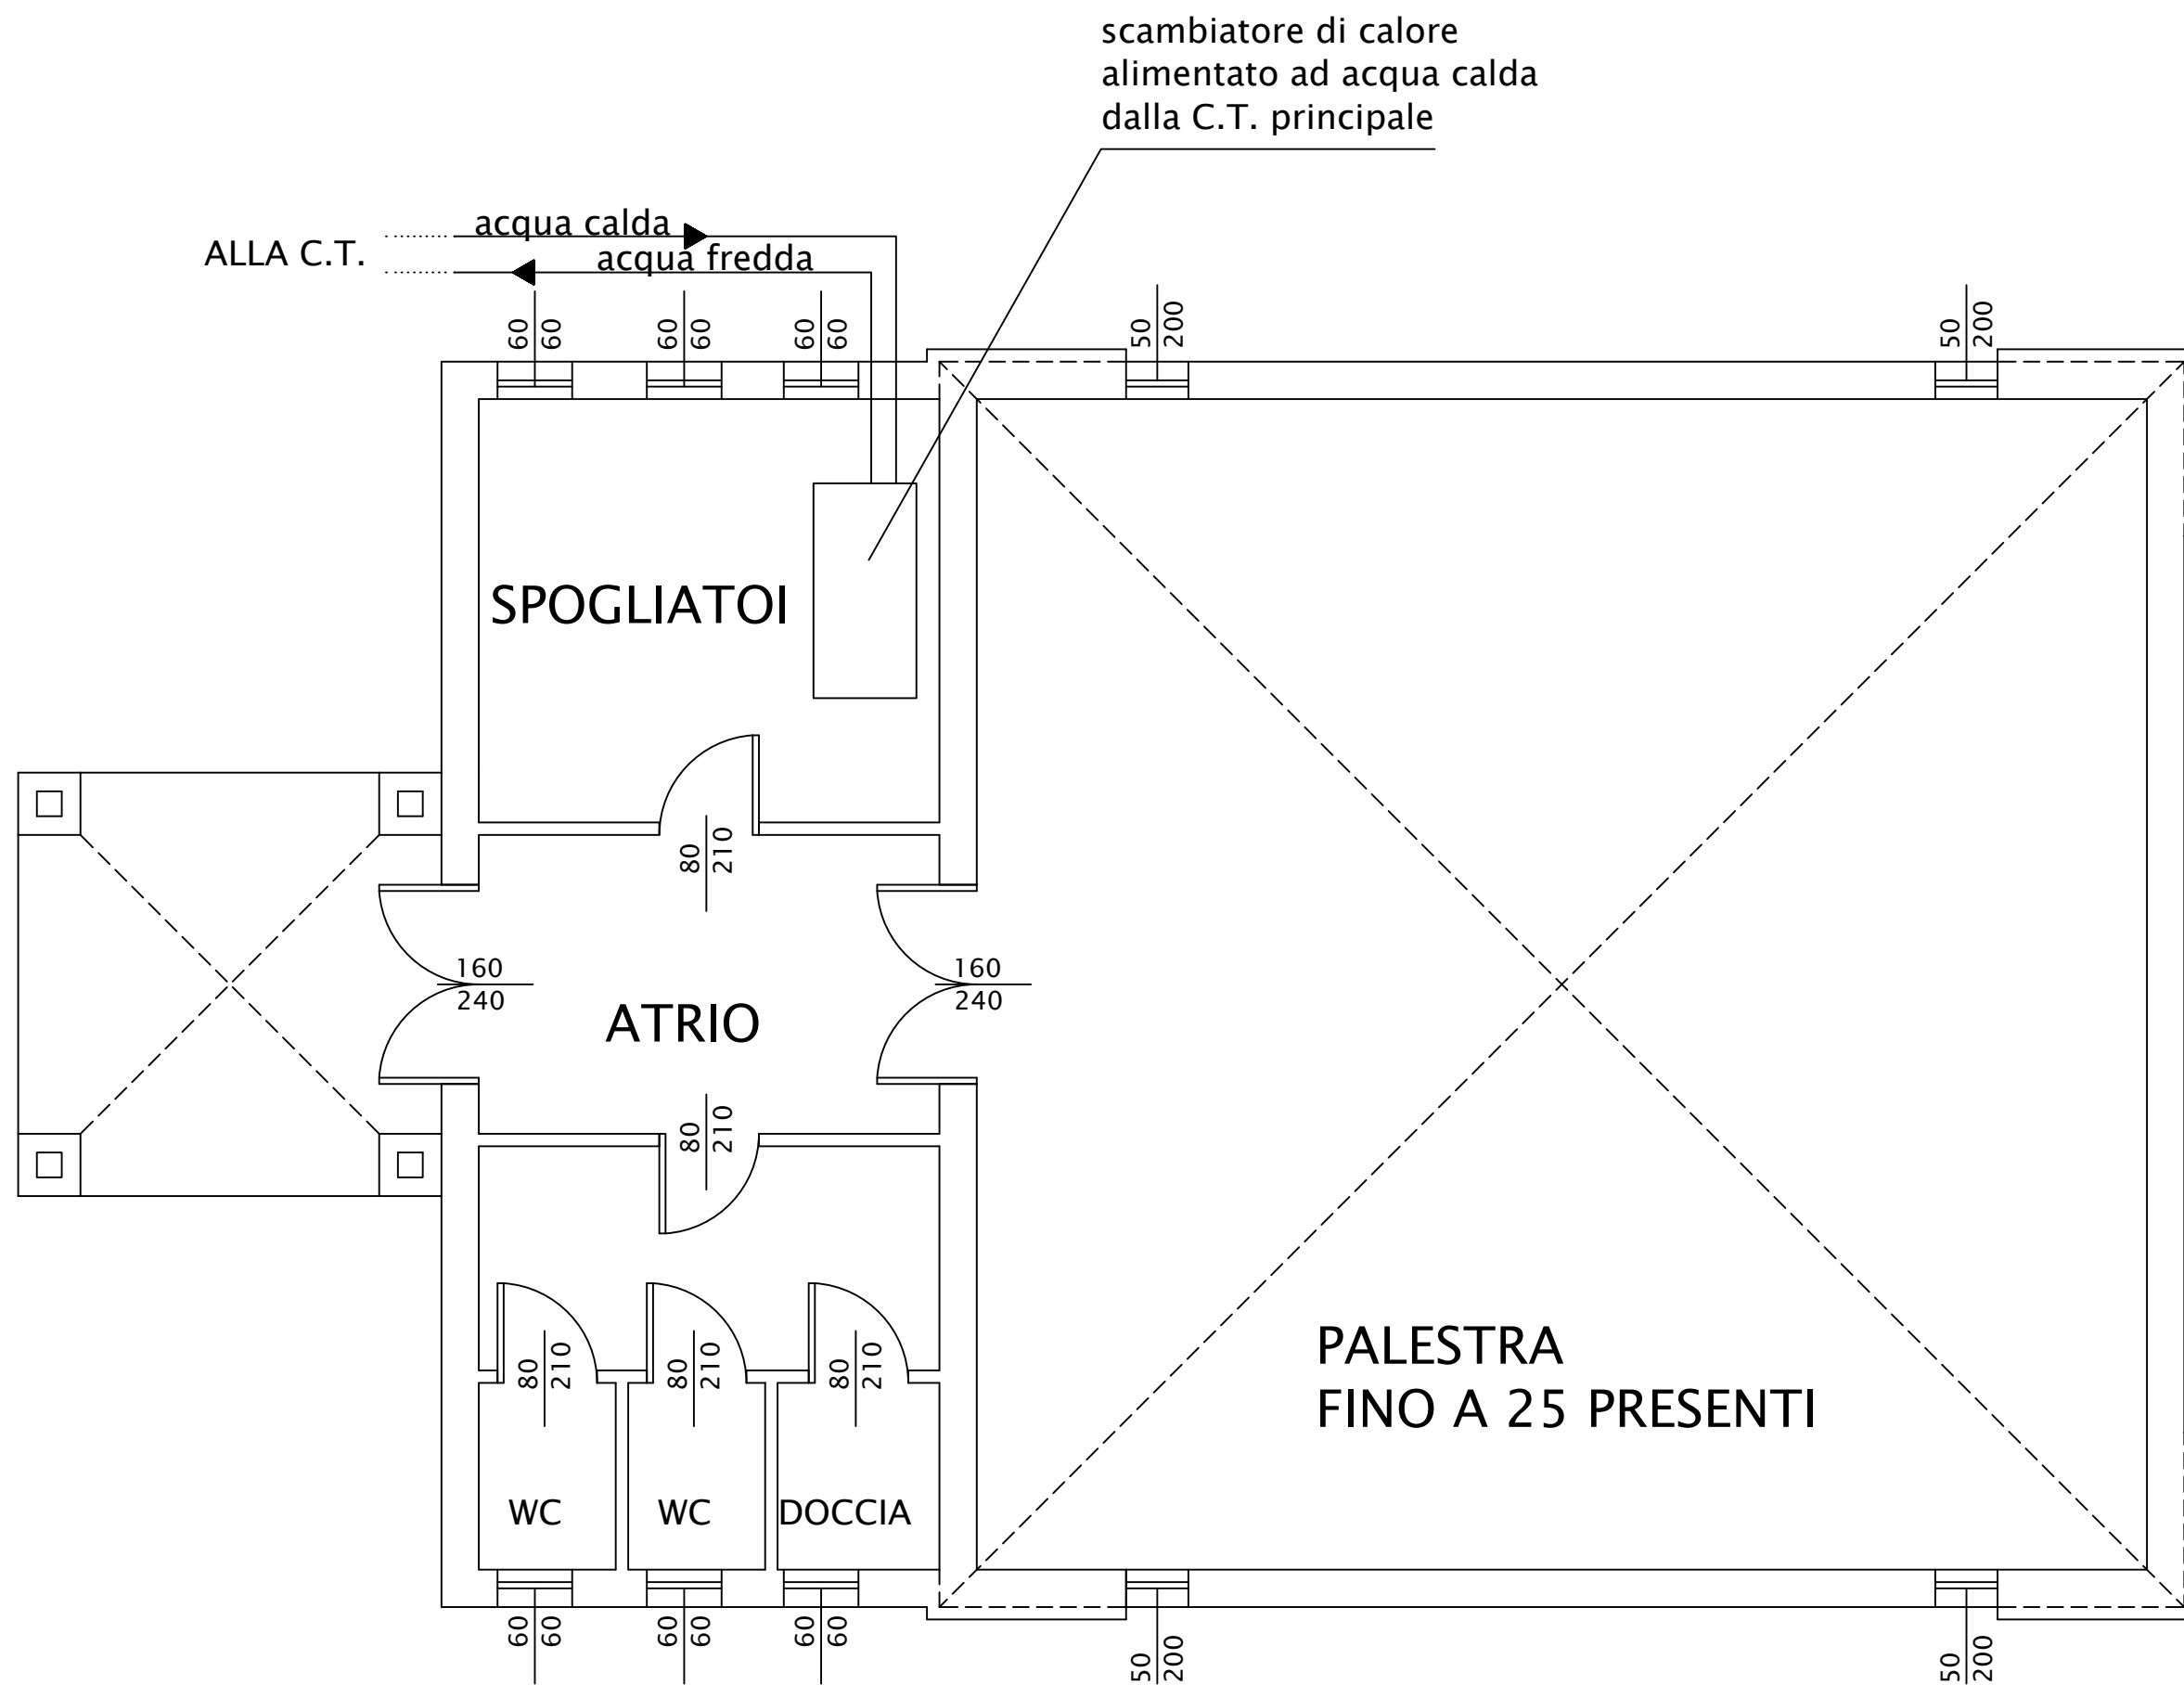 scambiatore di calore
alimentato ad acqua calda
dalla C.T. principale
acqua calda
ALLA C.T.
acqua fredda
60
60
60
60
60
60
50
200
50
200
SPOGLIATOI
80
210
160
240
160
240
ATRIO
80
210
PALESTRA
FINO A 25 PRESENTI
80
210
80
210
80
210
WC
WC
DOCCIA
60
60
60
60
60
60
50
200
50
200